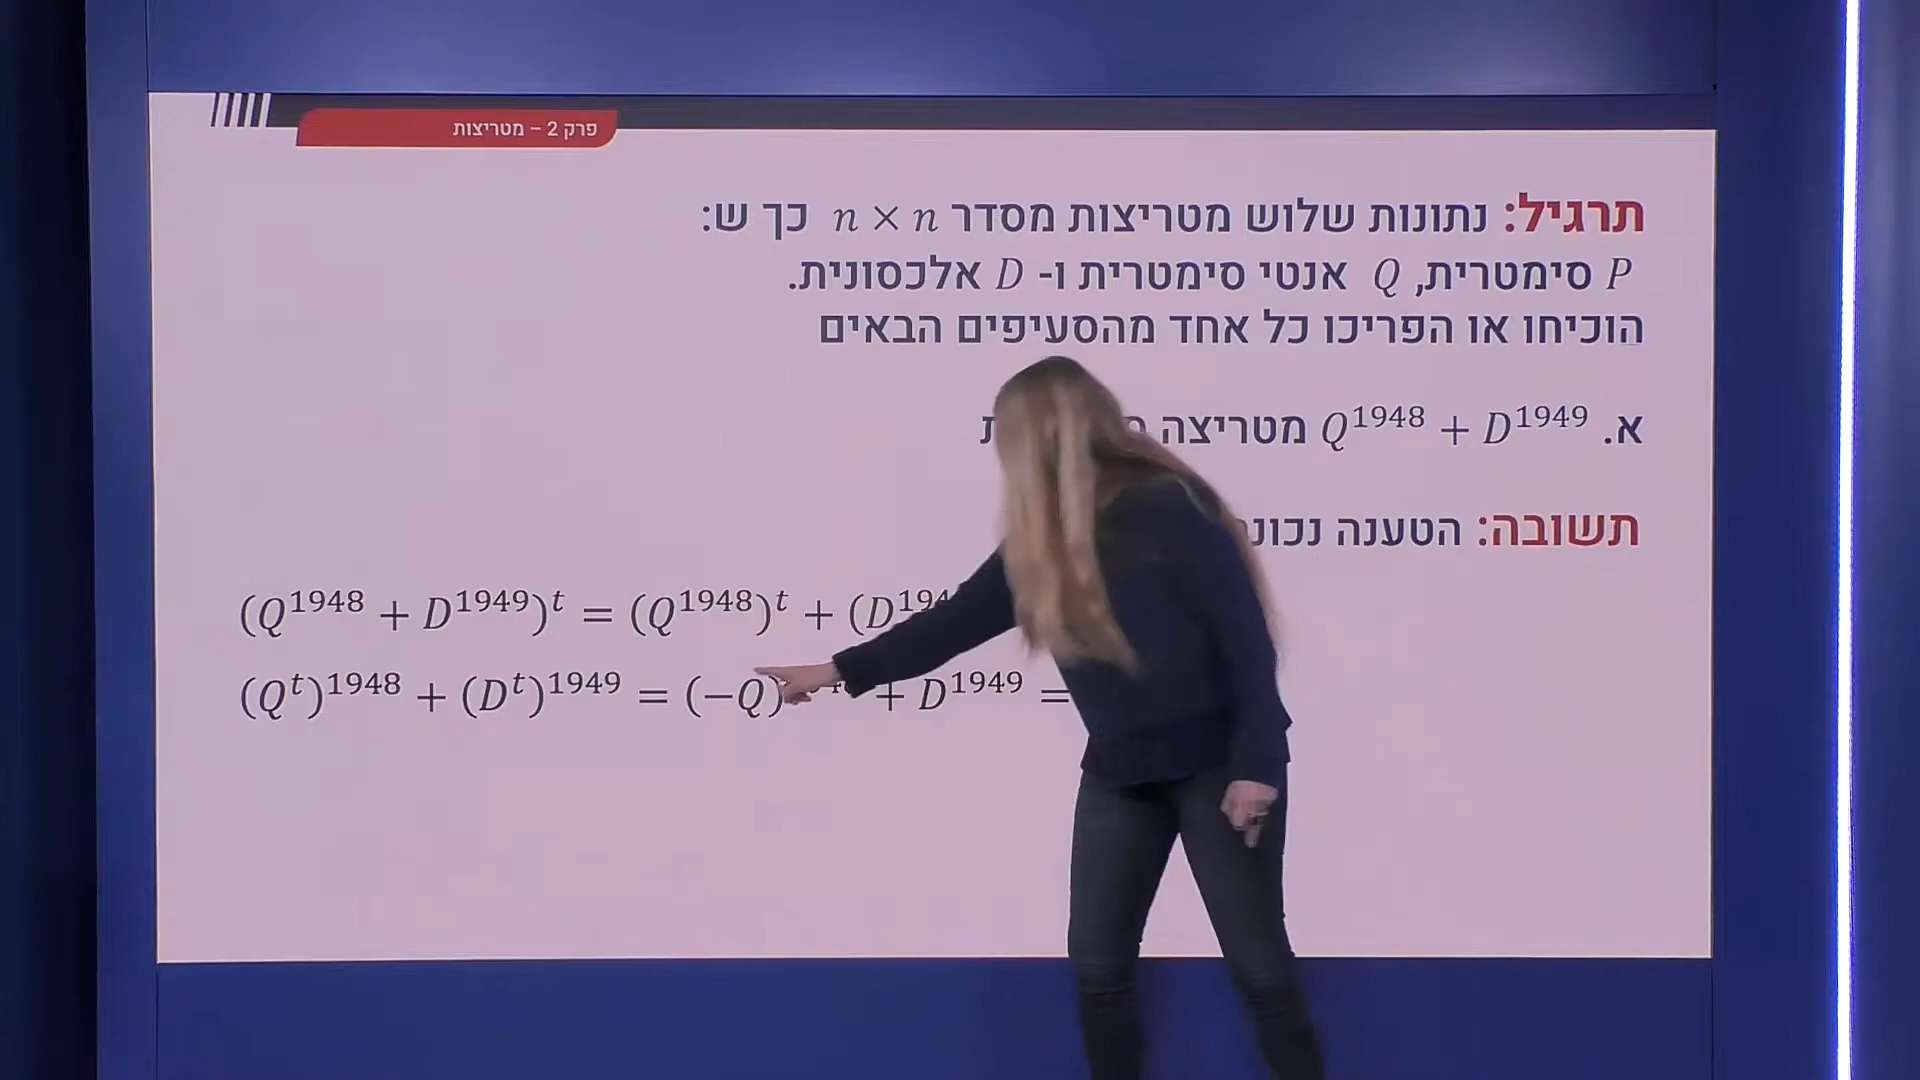 פרק 2 – מטריצות
תרגיל: נתונות שלוש מטריצות מסדר n × n כך ש:
P סימטרית, Q אנטי סימטרית ו- D אלכסונית.
הוכיחו או הפריכו כל אחד מהסעיפים הבאים
א. Q^1948 + D^1949 מטריצה
תשובה: הטענה
(Q^1948 + D^1949)^t = (Q^1948)^t + (D
(Q^t)^1948 + (D^t)^1949 = (−Q) + D^1949 =